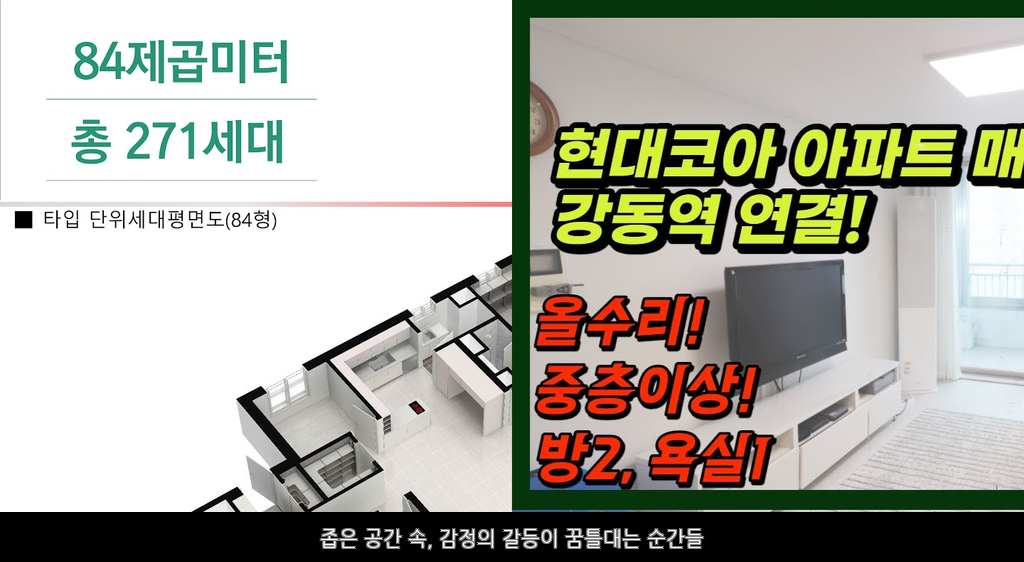 84제곱미터
총 271세대
■ 타입 단위세대평면도(84형)
현대코아 아파트 매
강동역 연결!
올수리!
중층이상!
방2, 욕실1
좁은 공간 속, 감정의 갈등이 꿈틀대는 순간들